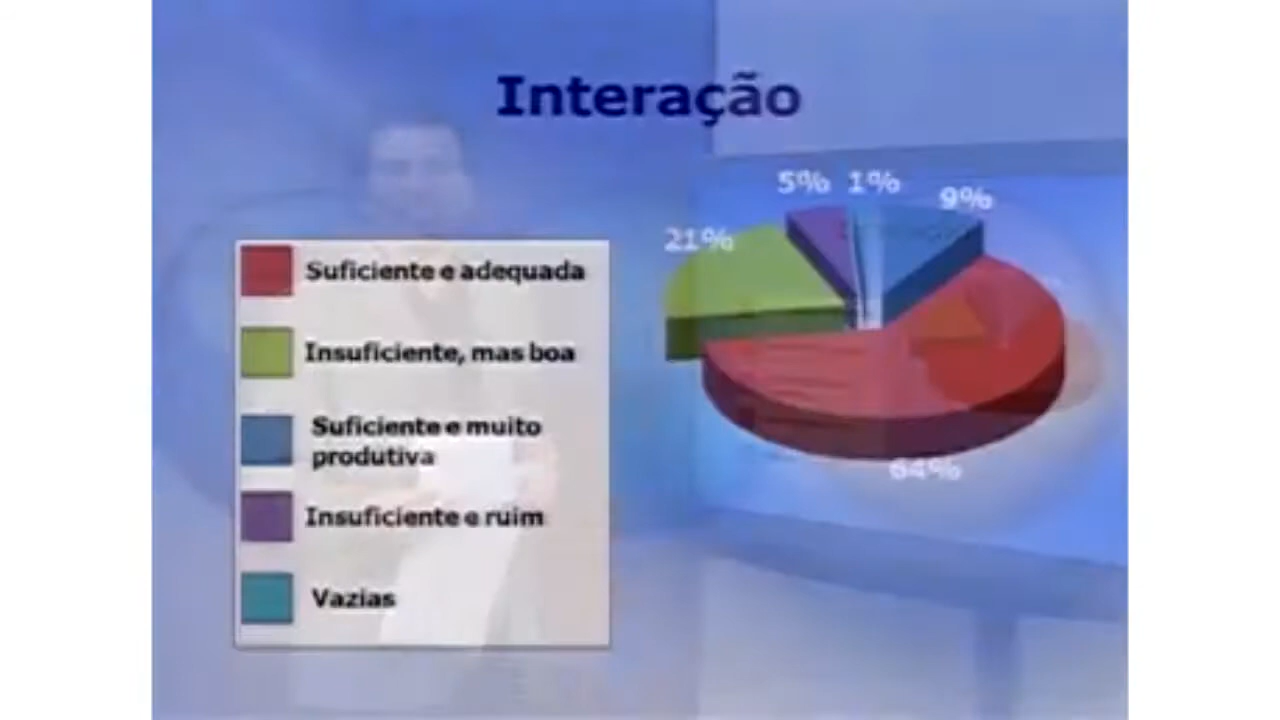 Interação
5% 1%
9%
21%
64%
Suficiente e adequada
Insuficiente, mas boa
Suficiente e muito
produtiva
Insuficiente e ruim
Vazias